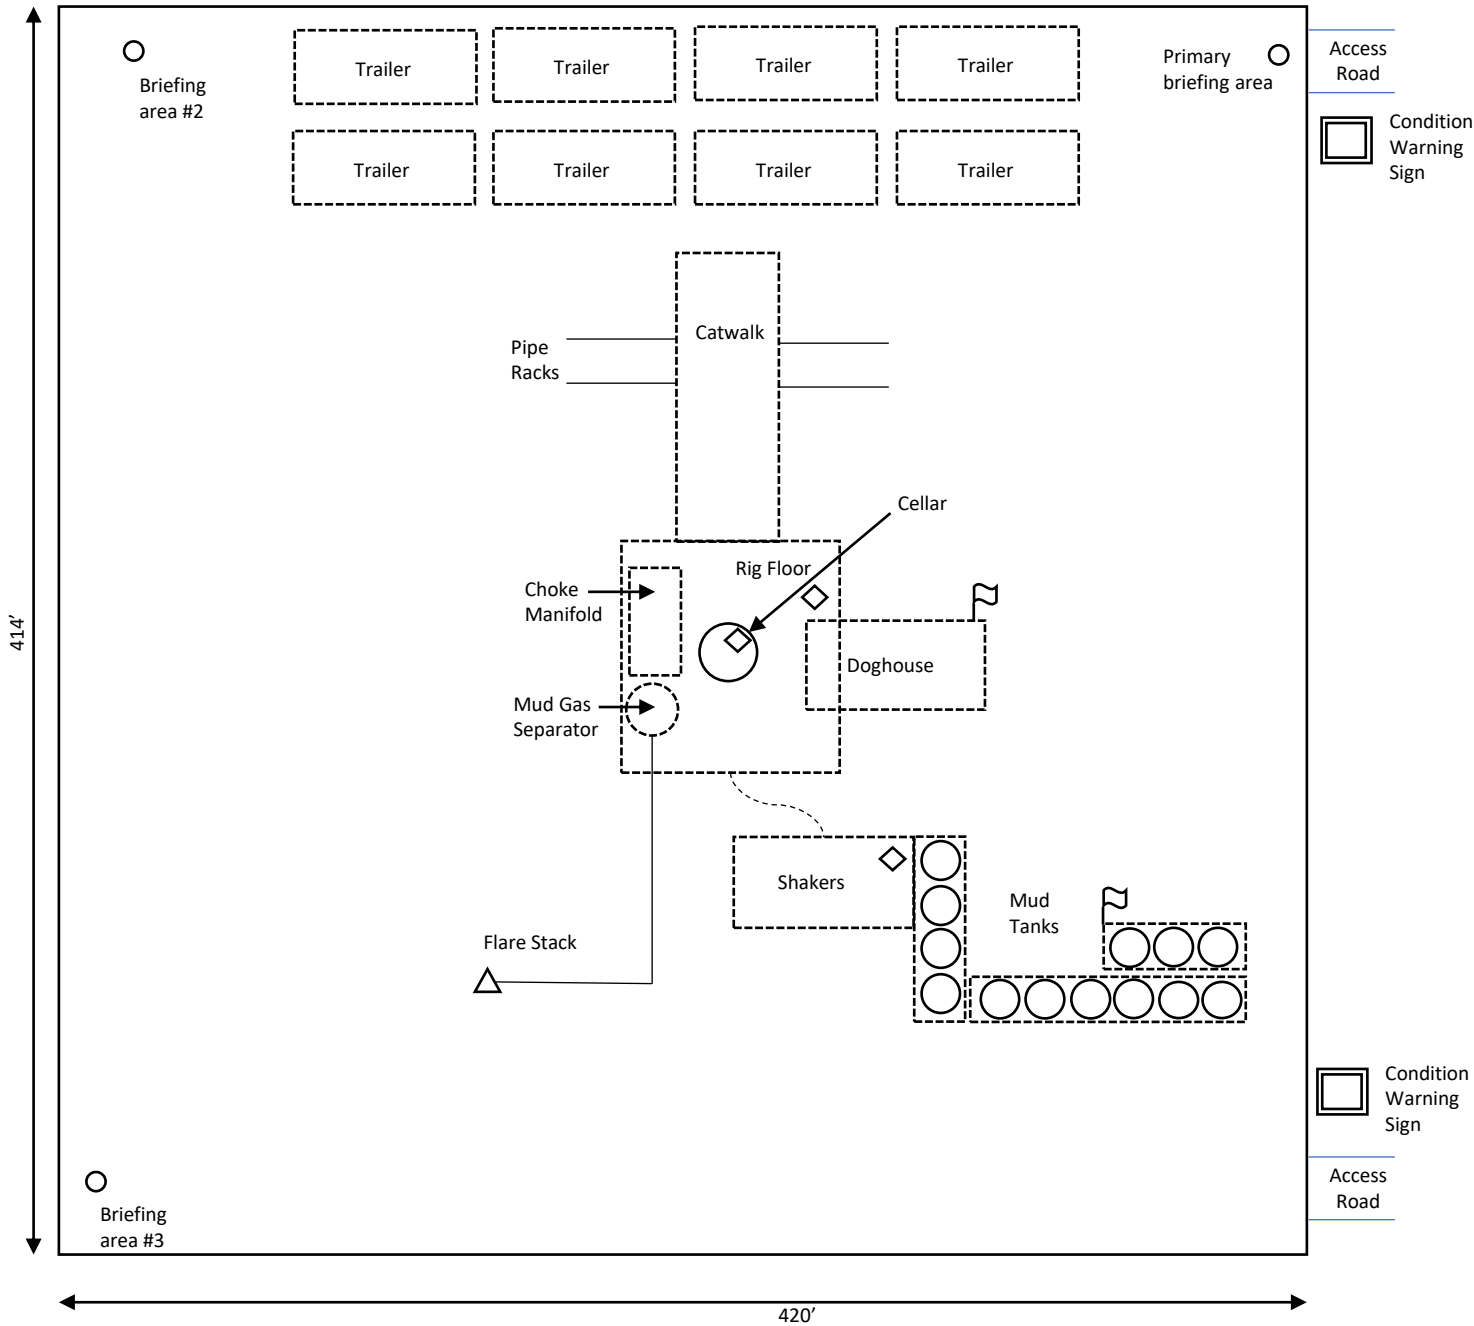 Briefing
area #2
Trailer
Trailer
Trailer
Trailer
Primary
briefing area
Access
Road
Condition
Warning
Sign
Trailer
Trailer
Trailer
Trailer
Pipe
Racks
Catwalk
Cellar
Rig Floor
Choke
Manifold
Doghouse
Mud Gas
Separator
414'
Shakers
Mud
Tanks
Flare Stack
Condition
Warning
Sign
Access
Road
Briefing
area #3
420'